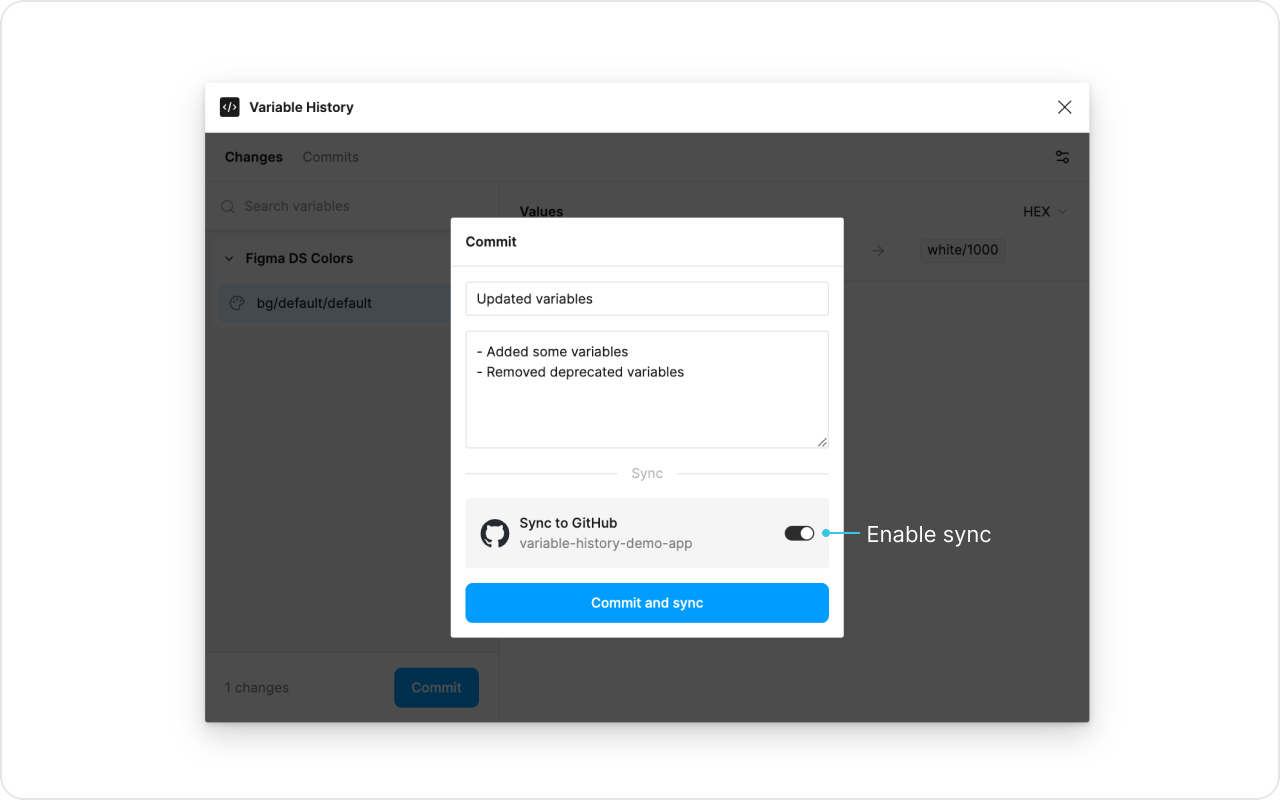 Variable History
Changes Commits
Search variables
Figma DS Colors
bg/default/default
1 changes
Commit
Values
HEX
white/1000
Commit
Updated variables
- Added some variables
- Removed deprecated variables
Sync
Sync to GitHub
variable-history-demo-app
Enable sync
Commit and sync